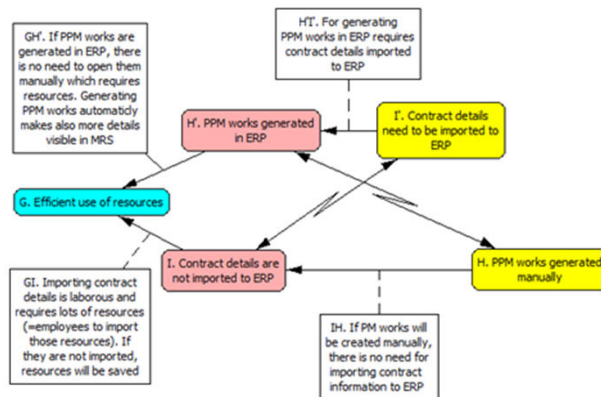 GH'. If PPM works are
generated in ERP, there
is no need to open them
manually which requires
resources. Generating
PPM works automaticly
makes also more details
visible in MRS
H'I'. For generating
PPM works in ERP requires
contract details imported
to ERP
H'. PPM works generated
in ERP
I'. Contract details
need to be imported to
ERP
G. Efficient use of resources
I. Contract details are
not imported to ERP
H. PPM works generated
manually
GI. Importing contract
details is laborous and
requires lots of resources
(=employees to import
those resources). If
they are not imported,
resources will be saved
IH. If PM works will
be created manually,
there is no need for
importing contract
information to ERP